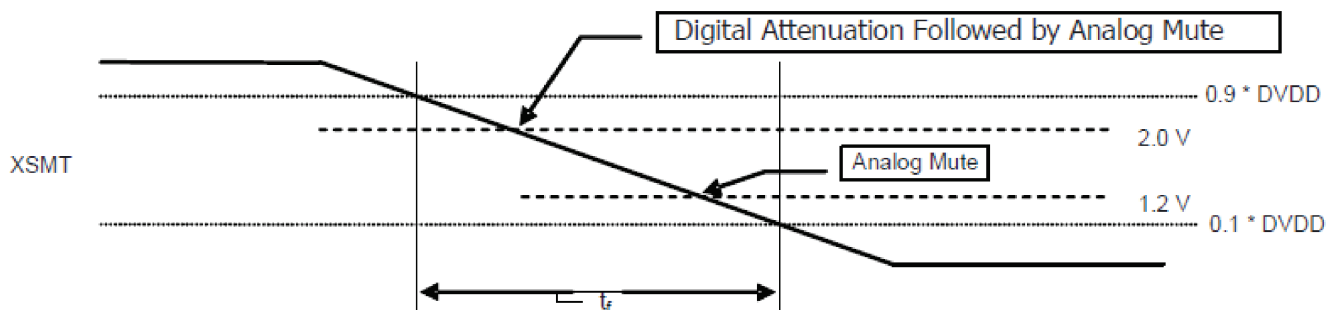 Digital Attenuation Followed by Analog Mute
0.9 * DVDD
2.0 V
XSMT
Analog Mute
1.2 V
0.1 * DVDD
tf